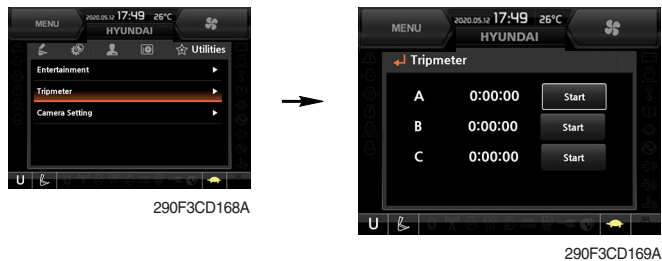 MENU
2020.05.12 17:49 26°C
HYUNDAI
Utilities
Entertainment
Tripmeter
Camera Setting
U
290F3CD168A
MENU
2020.05.12 17:49 26°C
HYUNDAI
Tripmeter
A 0:00:00 Start
B 0:00:00 Start
C 0:00:00 Start
U
290F3CD169A